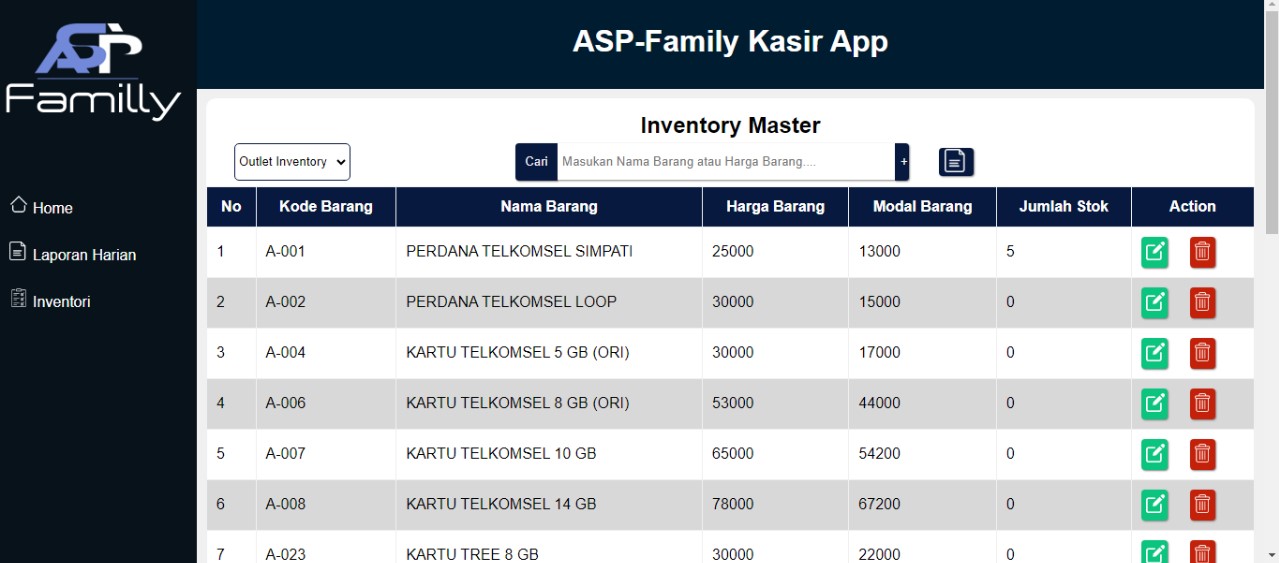 ASP
Familly
ASP-Family Kasir App
Home
Laporan Harian
Inventori
Inventory Master
Outlet Inventory
Cari Masukan Nama Barang atau Harga Barang.... +
No Kode Barang Nama Barang Harga Barang Modal Barang Jumlah Stok Action
1 A-001 PERDANA TELKOMSEL SIMPATI 25000 13000 5
2 A-002 PERDANA TELKOMSEL LOOP 30000 15000 0
3 A-004 KARTU TELKOMSEL 5 GB (ORI) 30000 17000 0
4 A-006 KARTU TELKOMSEL 8 GB (ORI) 53000 44000 0
5 A-007 KARTU TELKOMSEL 10 GB 65000 54200 0
6 A-008 KARTU TELKOMSEL 14 GB 78000 67200 0
7 A-023 KARTU TREE 8 GB 30000 22000 0